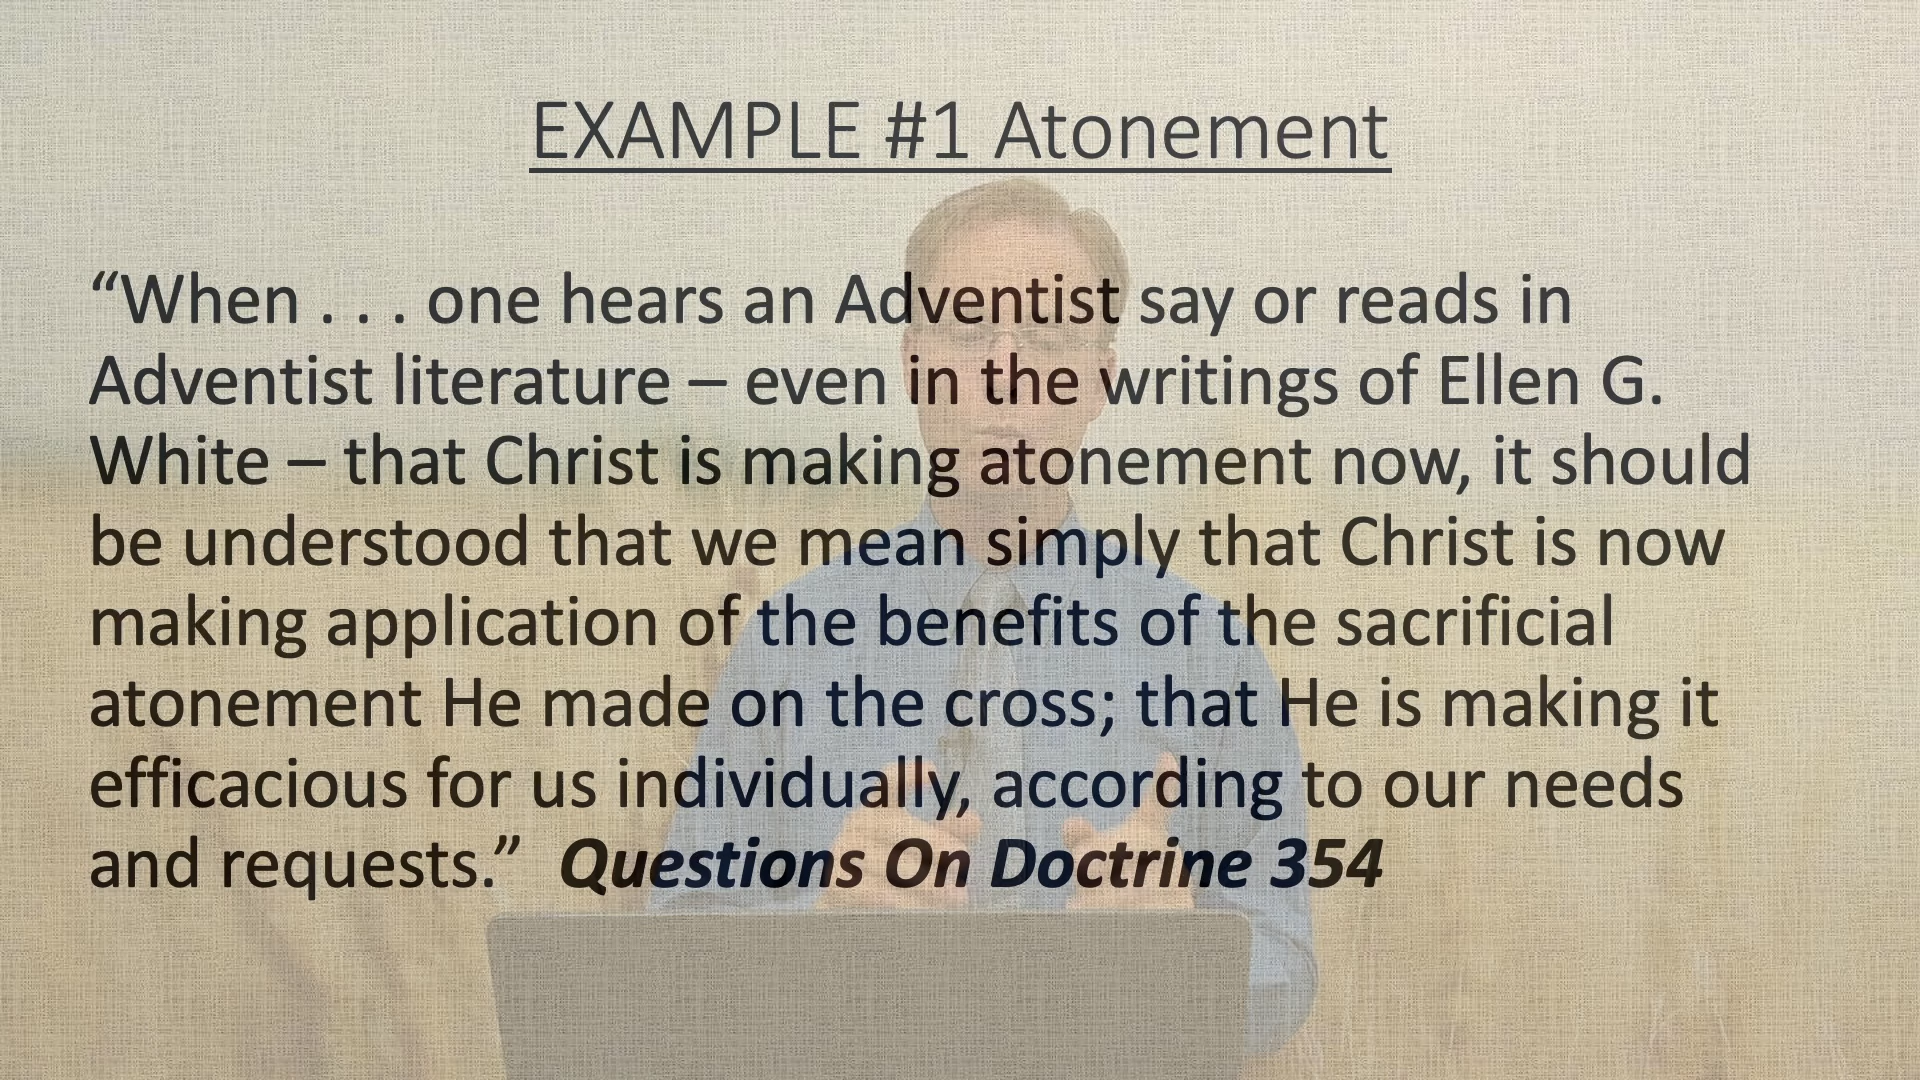 EXAMPLE #1 Atonement
“When . . . one hears an Adventist say or reads in
Adventist literature – even in the writings of Ellen G.
White – that Christ is making atonement now, it should
be understood that we mean simply that Christ is now
making application of the benefits of the sacrificial
atonement He made on the cross; that He is making it
efficacious for us individually, according to our needs
and requests.” Questions On Doctrine 354